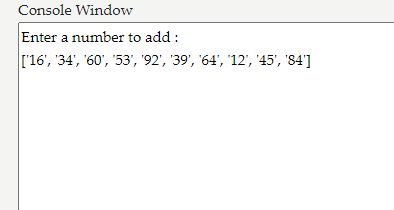 Console Window
Enter a number to add :
['16', '34', '60', '53', '92', '39', '64', '12', '45', '84']